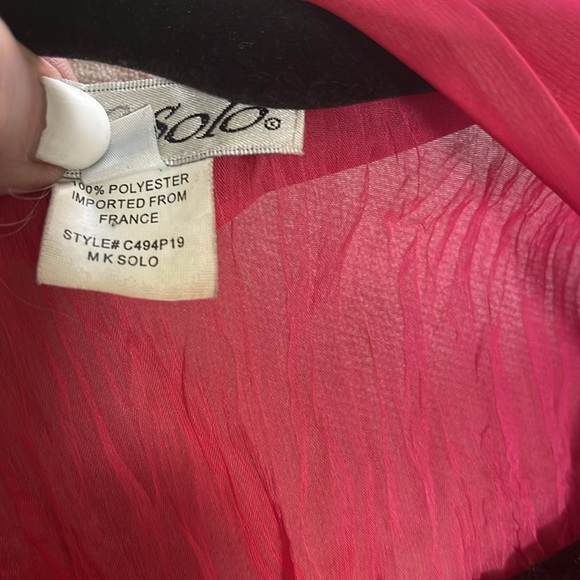 Solo®
100% POLYESTER
IMPORTED FROM
FRANCE
STYLE# C494P19
M K SOLO